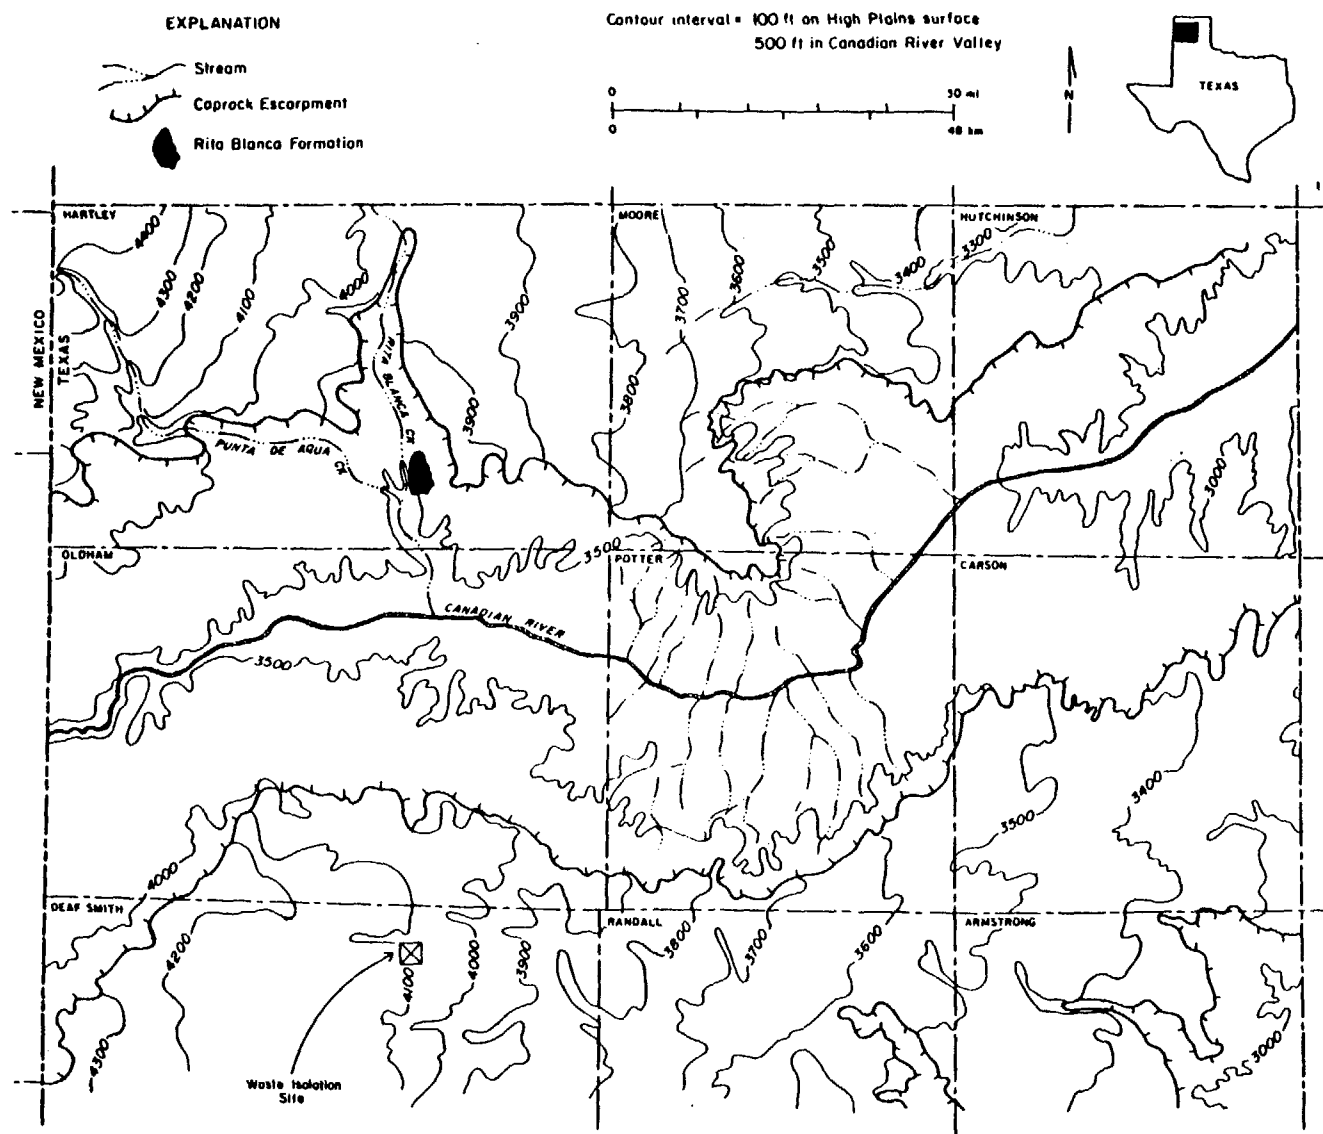 EXPLANATION
Stream
Caprock Escarpment
Rita Blanca Formation
Contour interval = 100 ft on High Plains surface
500 ft in Canadian River Valley
0 30 mi
0 48 km
N
TEXAS
HARTLEY
MOORE
HUTCHINSON
4400
4300
4200
4100
4000
3900
3700
3600
3500
3400
3300
NEW MEXICO
TEXAS
RITA BLANCA CK
3900
3800
PUNTA DE AQUA CK
3000
OLDHAM
3500
POTTER
CARSON
CANADIAN RIVER
3500
3400
3500
4000
DEAF SMITH
RANDALL
ARMSTRONG
4200
4100
4000
3900
3800
3700
3600
4300
3000
Waste Isolation
Site